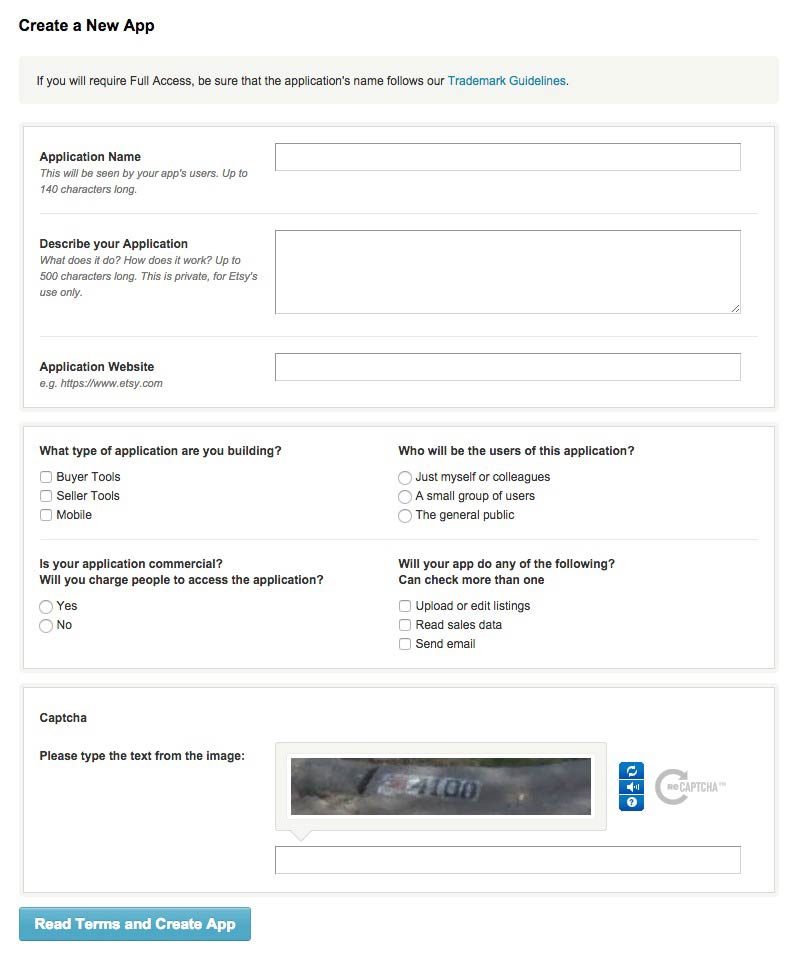 Create a New App
If you will require Full Access, be sure that the application's name follows our Trademark Guidelines.
Application Name
This will be seen by your app's users. Up to
140 characters long.
Describe your Application
What does it do? How does it work? Up to
500 characters long. This is private, for Etsy's
use only.
Application Website
e.g. https://www.etsy.com
What type of application are you building?
Buyer Tools
Seller Tools
Mobile
Who will be the users of this application?
Just myself or colleagues
A small group of users
The general public
Is your application commercial?
Will you charge people to access the application?
Yes
No
Will your app do any of the following?
Can check more than one
Upload or edit listings
Read sales data
Send email
Captcha
Please type the text from the image:
reCAPTCHA™
Read Terms and Create App